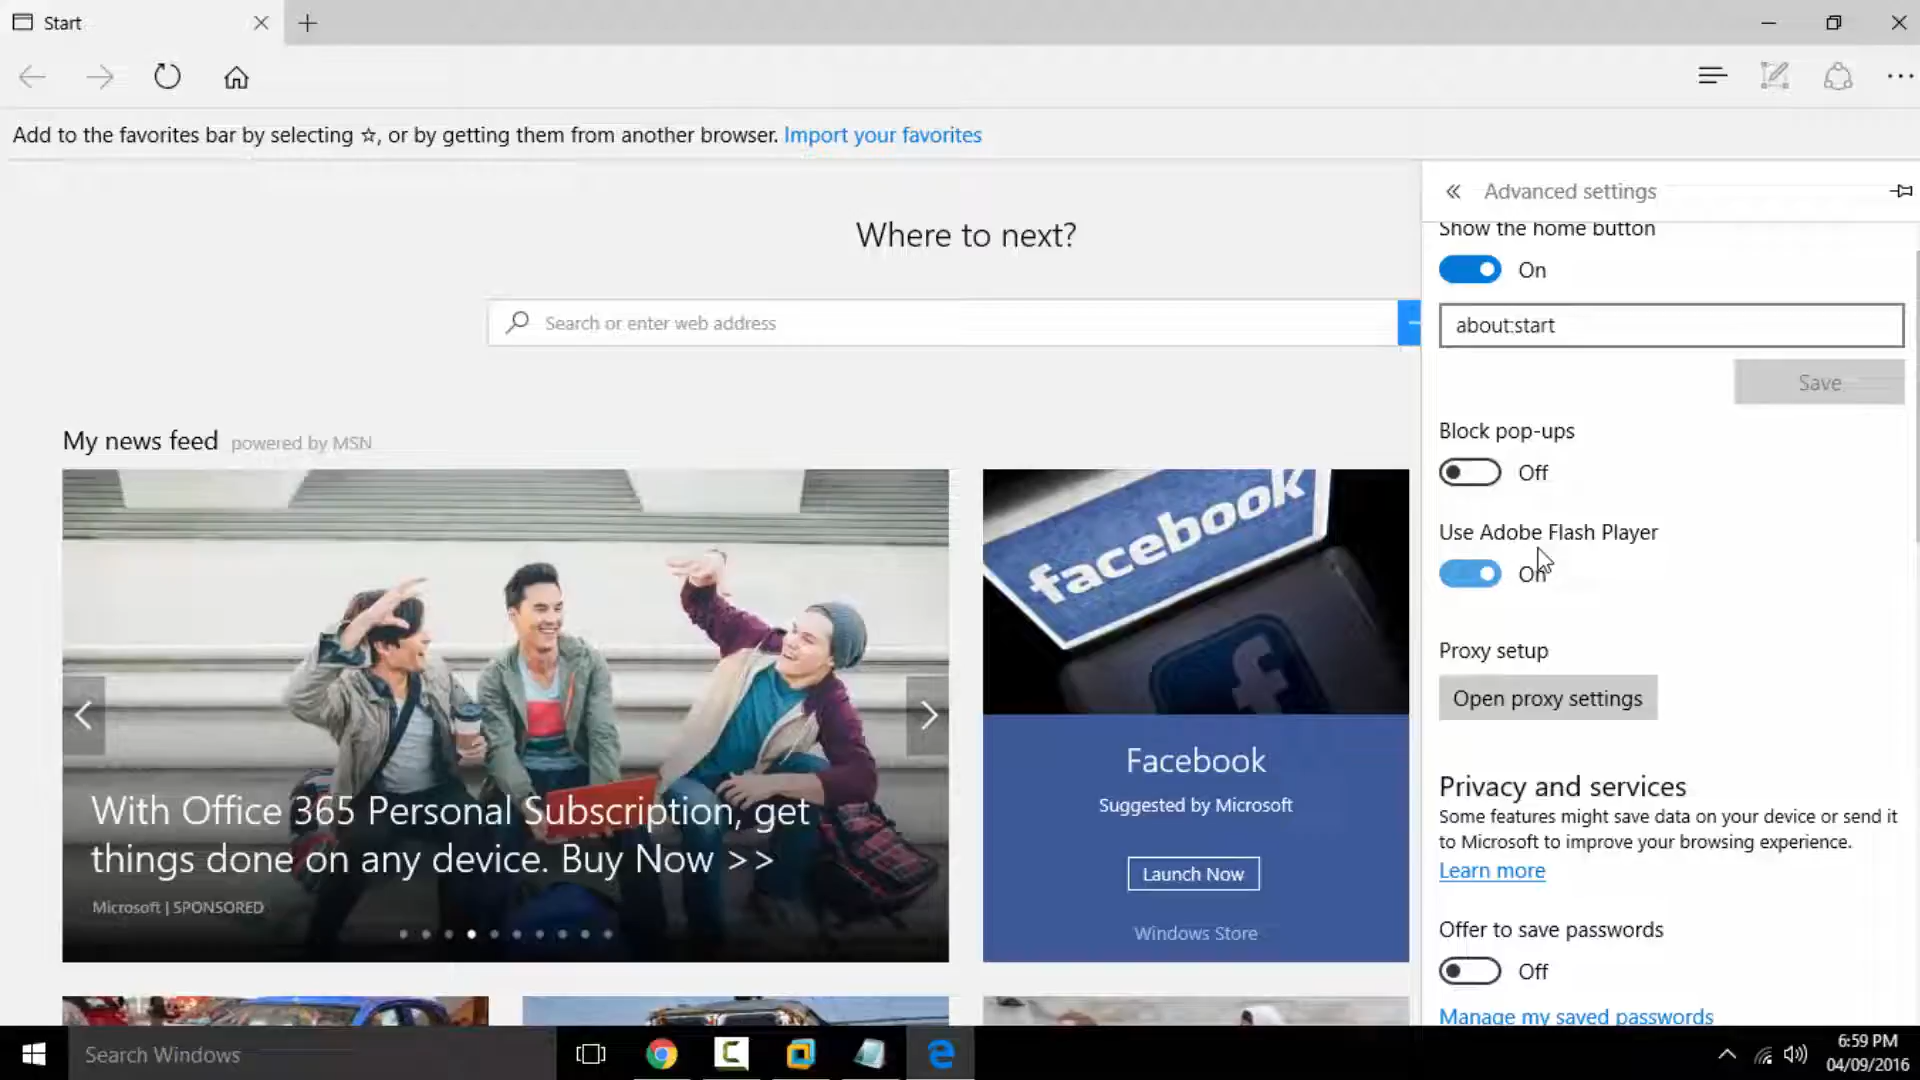 Start
Add to the favorites bar by selecting ☆, or by getting them from another browser. Import your favorites
Where to next?
Search or enter web address
My news feed powered by MSN
With Office 365 Personal Subscription, get
things done on any device. Buy Now >>
Microsoft | SPONSORED
facebook
Facebook
Suggested by Microsoft
Launch Now
Windows Store
Advanced settings
Show the home button
On
about:start
Save
Block pop-ups
Off
Use Adobe Flash Player
On
Proxy setup
Open proxy settings
Privacy and services
Some features might save data on your device or send it
to Microsoft to improve your browsing experience.
Learn more
Offer to save passwords
Off
Manage my saved passwords
Search Windows
6:59 PM
04/09/2016